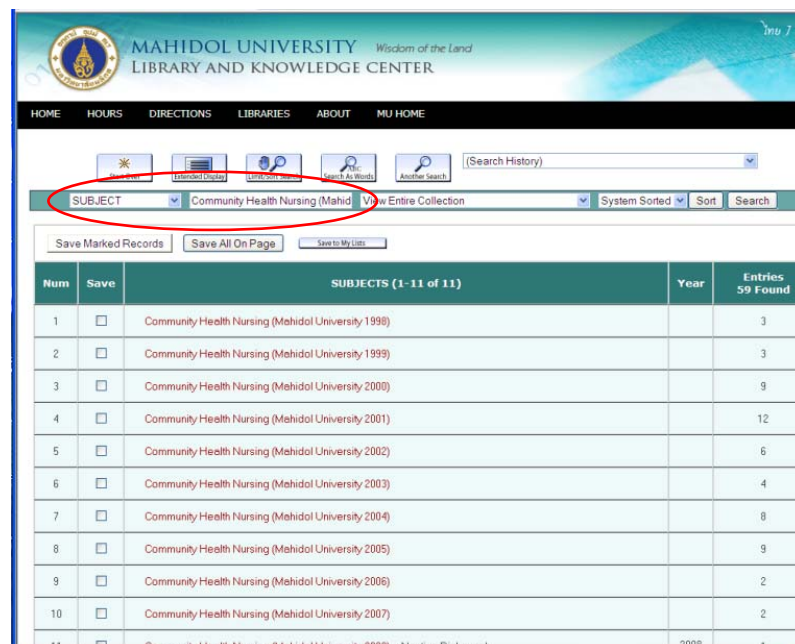 ไทย
MAHIDOL UNIVERSITY Wisdom of the Land
LIBRARY AND KNOWLEDGE CENTER
HOME HOURS DIRECTIONS LIBRARIES ABOUT MU HOME
Start Over Extended Display Limit/Sort Search Search As Words Another Search (Search History)
SUBJECT Community Health Nursing (Mahid View Entire Collection System Sorted Sort Search
Save Marked Records Save All On Page Save to My Lists
Num Save SUBJECTS (1-11 of 11) Year Entries
59 Found
1 Community Health Nursing (Mahidol University 1998) 3
2 Community Health Nursing (Mahidol University 1999) 3
3 Community Health Nursing (Mahidol University 2000) 9
4 Community Health Nursing (Mahidol University 2001) 12
5 Community Health Nursing (Mahidol University 2002) 6
6 Community Health Nursing (Mahidol University 2003) 4
7 Community Health Nursing (Mahidol University 2004) 8
8 Community Health Nursing (Mahidol University 2005) 9
9 Community Health Nursing (Mahidol University 2006) 2
10 Community Health Nursing (Mahidol University 2007) 2